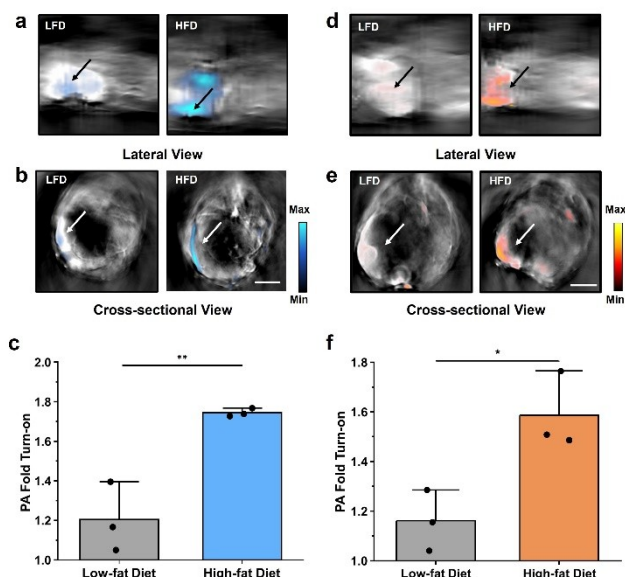 a
LFD
HFD
Lateral View
b
LFD
HFD
Max
Min
Cross-sectional View
c
**
PA Fold Turn-on
2.0
1.8
1.6
1.4
1.2
1.0
Low-fat Diet
High-fat Diet
d
LFD
HFD
Lateral View
e
LFD
HFD
Max
Min
Cross-sectional View
f
*
PA Fold Turn-on
1.8
1.6
1.4
1.2
1.0
Low-fat Diet
High-fat Diet